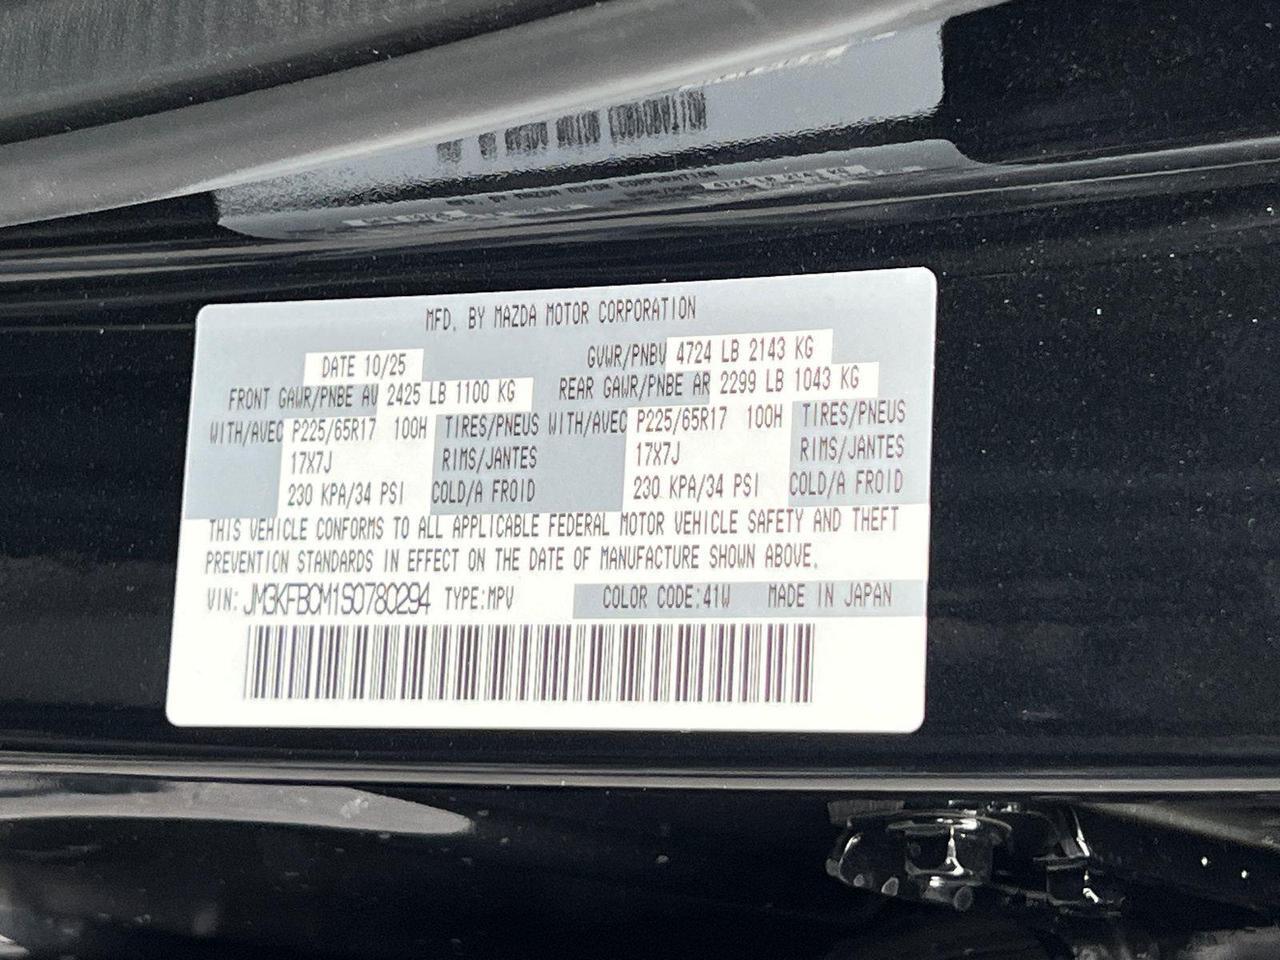 MFD. BY MAZDA MOTOR CORPORATION
DATE 10/25 GVWR/PNBV 4724 LB 2143 KG
FRONT GAWR/PNBE AV 2425 LB 1100 KG REAR GAWR/PNBE AR 2299 LB 1043 KG
WITH/AVEC P225/65R17 100H TIRES/PNEUS WITH/AVEC P225/65R17 100H TIRES/PNEUS
17X7J RIMS/JANTES 17X7J RIMS/JANTES
230 KPA/34 PSI COLD/A FROID 230 KPA/34 PSI COLD/A FROID
THIS VEHICLE CONFORMS TO ALL APPLICABLE FEDERAL MOTOR VEHICLE SAFETY AND THEFT
PREVENTION STANDARDS IN EFFECT ON THE DATE OF MANUFACTURE SHOWN ABOVE.
VIN: JM3KFBCM1S0780294 TYPE:MPV COLOR CODE:41W MADE IN JAPAN